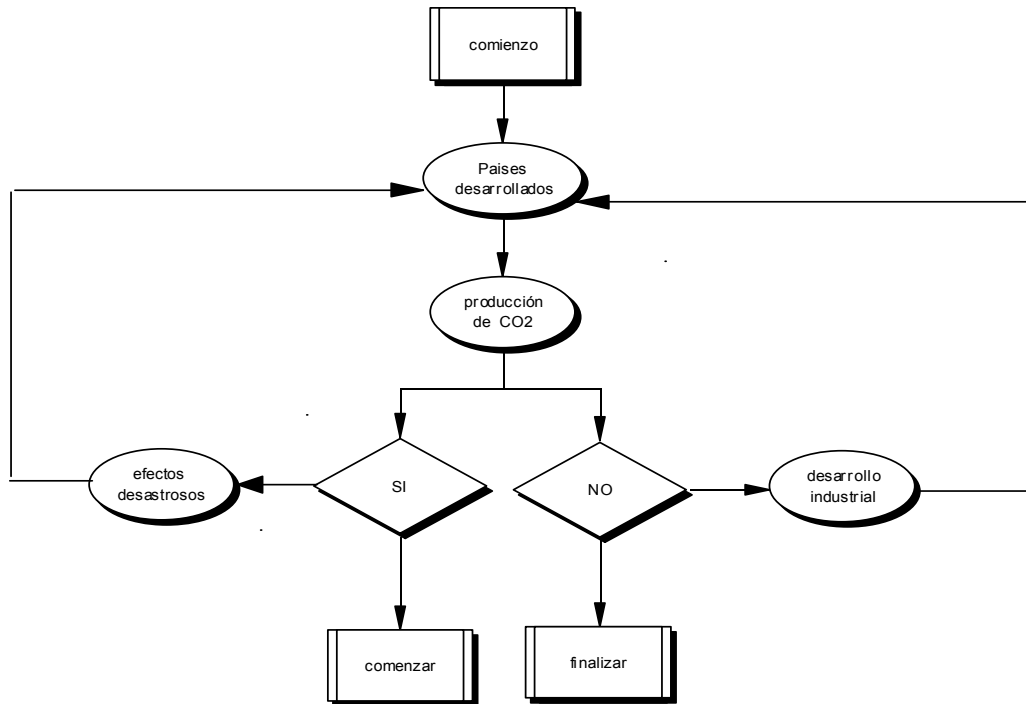 comienzo
Paises
desarrollados
producción
de CO2
efectos
desastrosos
SI
NO
desarrollo
industrial
comenzar
finalizar